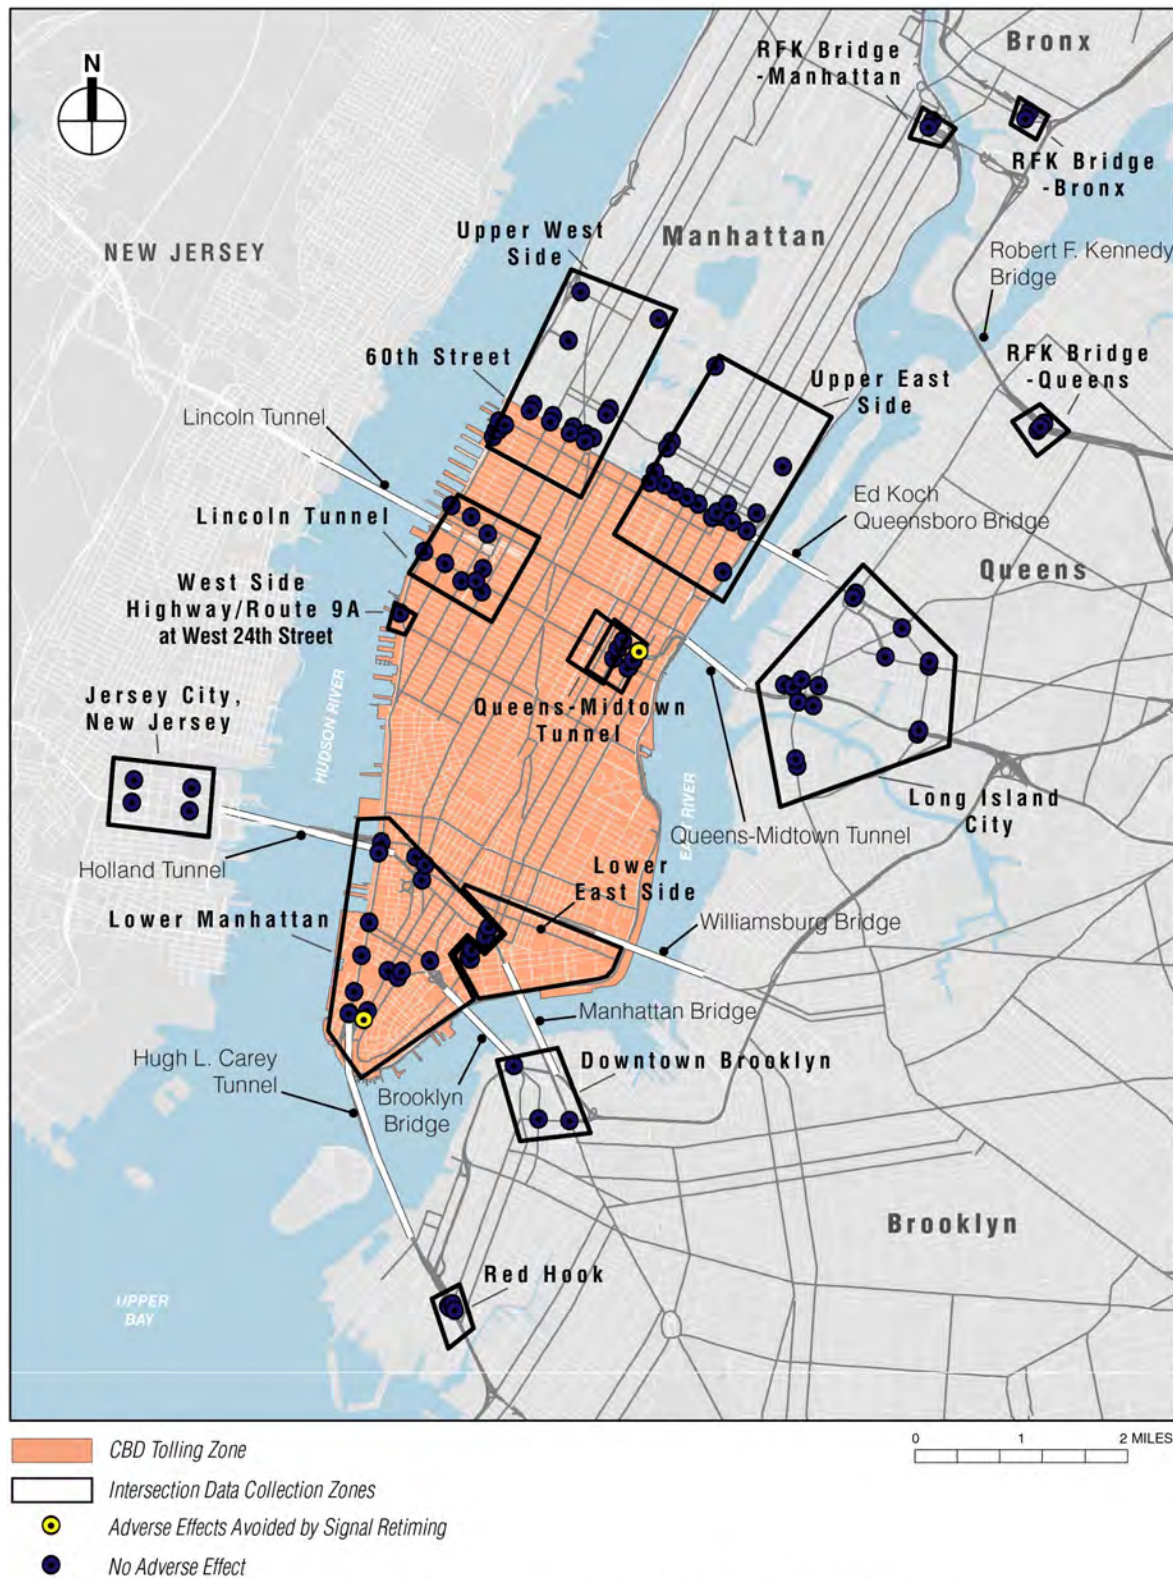 N
Bronx
RFK Bridge
-Manhattan
RFK Bridge
-Bronx
NEW JERSEY
Upper West
Side
Manhattan
Robert F. Kennedy
Bridge
60th Street
RFK Bridge
-Queens
Upper East
Side
Lincoln Tunnel
Ed Koch
Queensboro Bridge
Lincoln Tunnel
Queens
West Side
Highway/Route 9A
at West 24th Street
Jersey City,
New Jersey
HUDSON RIVER
Queens-Midtown
Tunnel
EAST RIVER
Long Island
City
Queens-Midtown Tunnel
Holland Tunnel
Lower
East Side
Lower Manhattan
Williamsburg Bridge
Manhattan Bridge
Hugh L. Carey
Tunnel
Downtown Brooklyn
Brooklyn
Bridge
Brooklyn
Red Hook
UPPER
BAY
CBD Tolling Zone
0 1 2 MILES
Intersection Data Collection Zones
Adverse Effects Avoided by Signal Retiming
No Adverse Effect